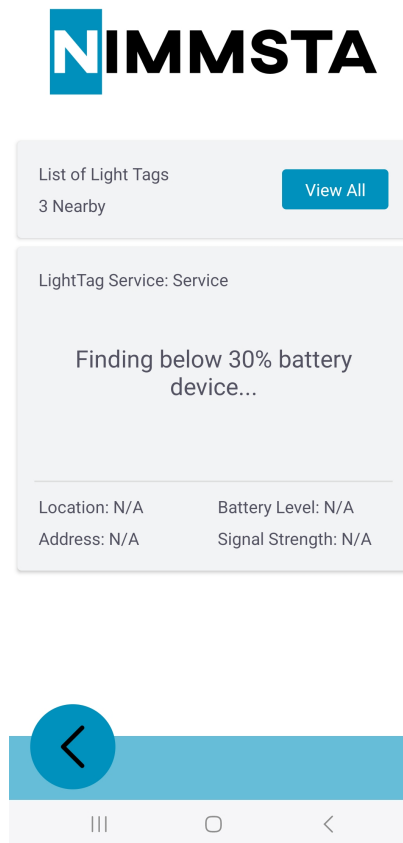 NIMMSTA
List of Light Tags
View All
3 Nearby
LightTag Service: Service
Finding below 30% battery
device...
Location: N/A
Battery Level: N/A
Address: N/A
Signal Strength: N/A